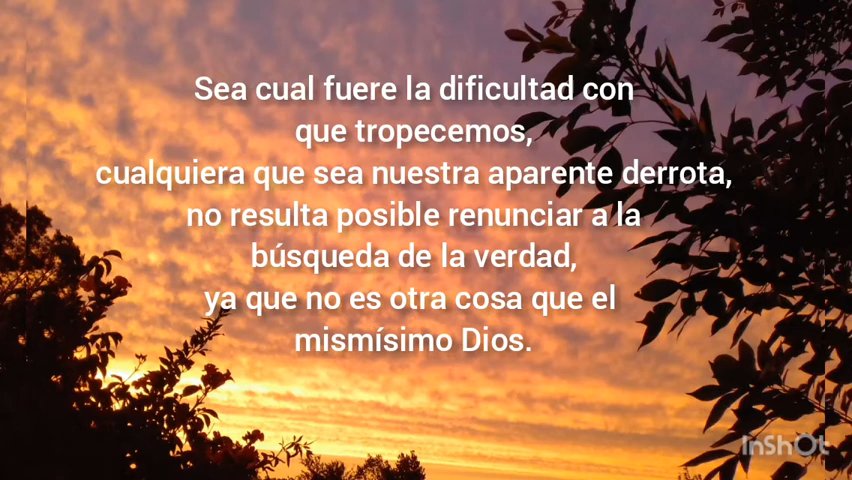 Sea cual fuere la dificultad con
que tropecemos,
cualquiera que sea nuestra aparente derrota,
no resulta posible renunciar a la
búsqueda de la verdad,
ya que no es otra cosa que el
mismísimo Dios.
InShOt